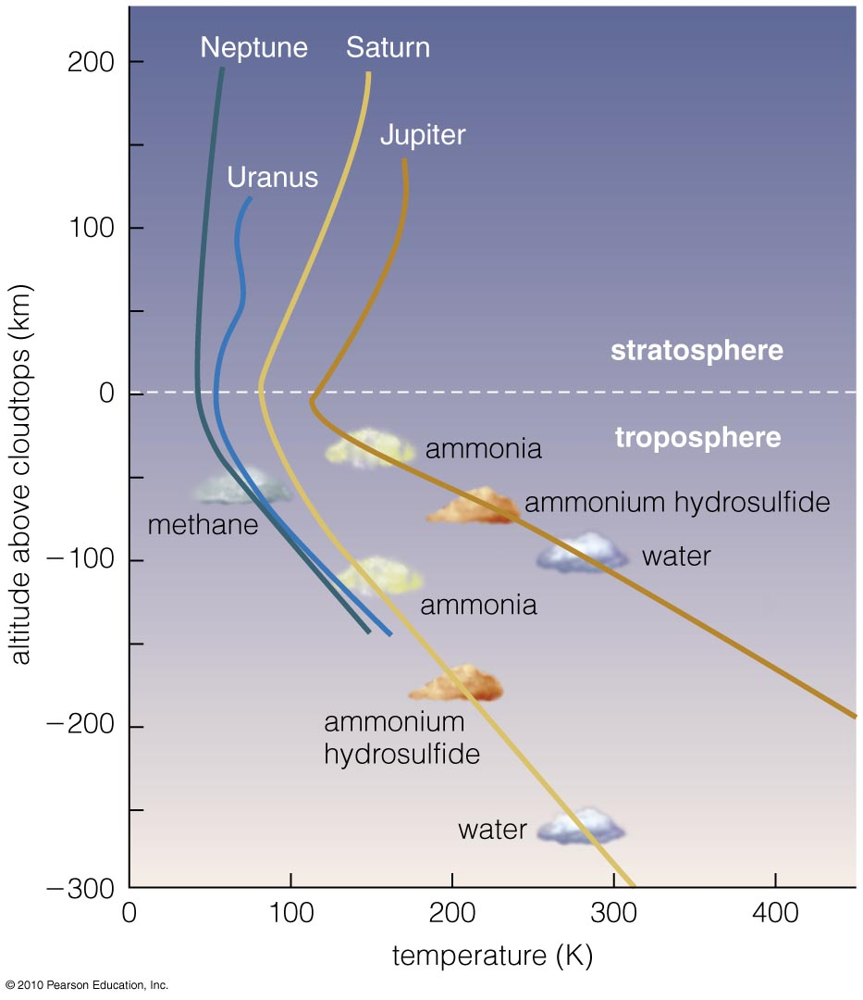 Neptune
Saturn
200
Jupiter
Uranus
100
altitude above cloudtops (km)
stratosphere
0
troposphere
ammonia
ammonium hydrosulfide
methane
water
−100
ammonia
−200
ammonium
hydrosulfide
water
−300
0 100 200 300 400
temperature (K)
© 2010 Pearson Education, Inc.